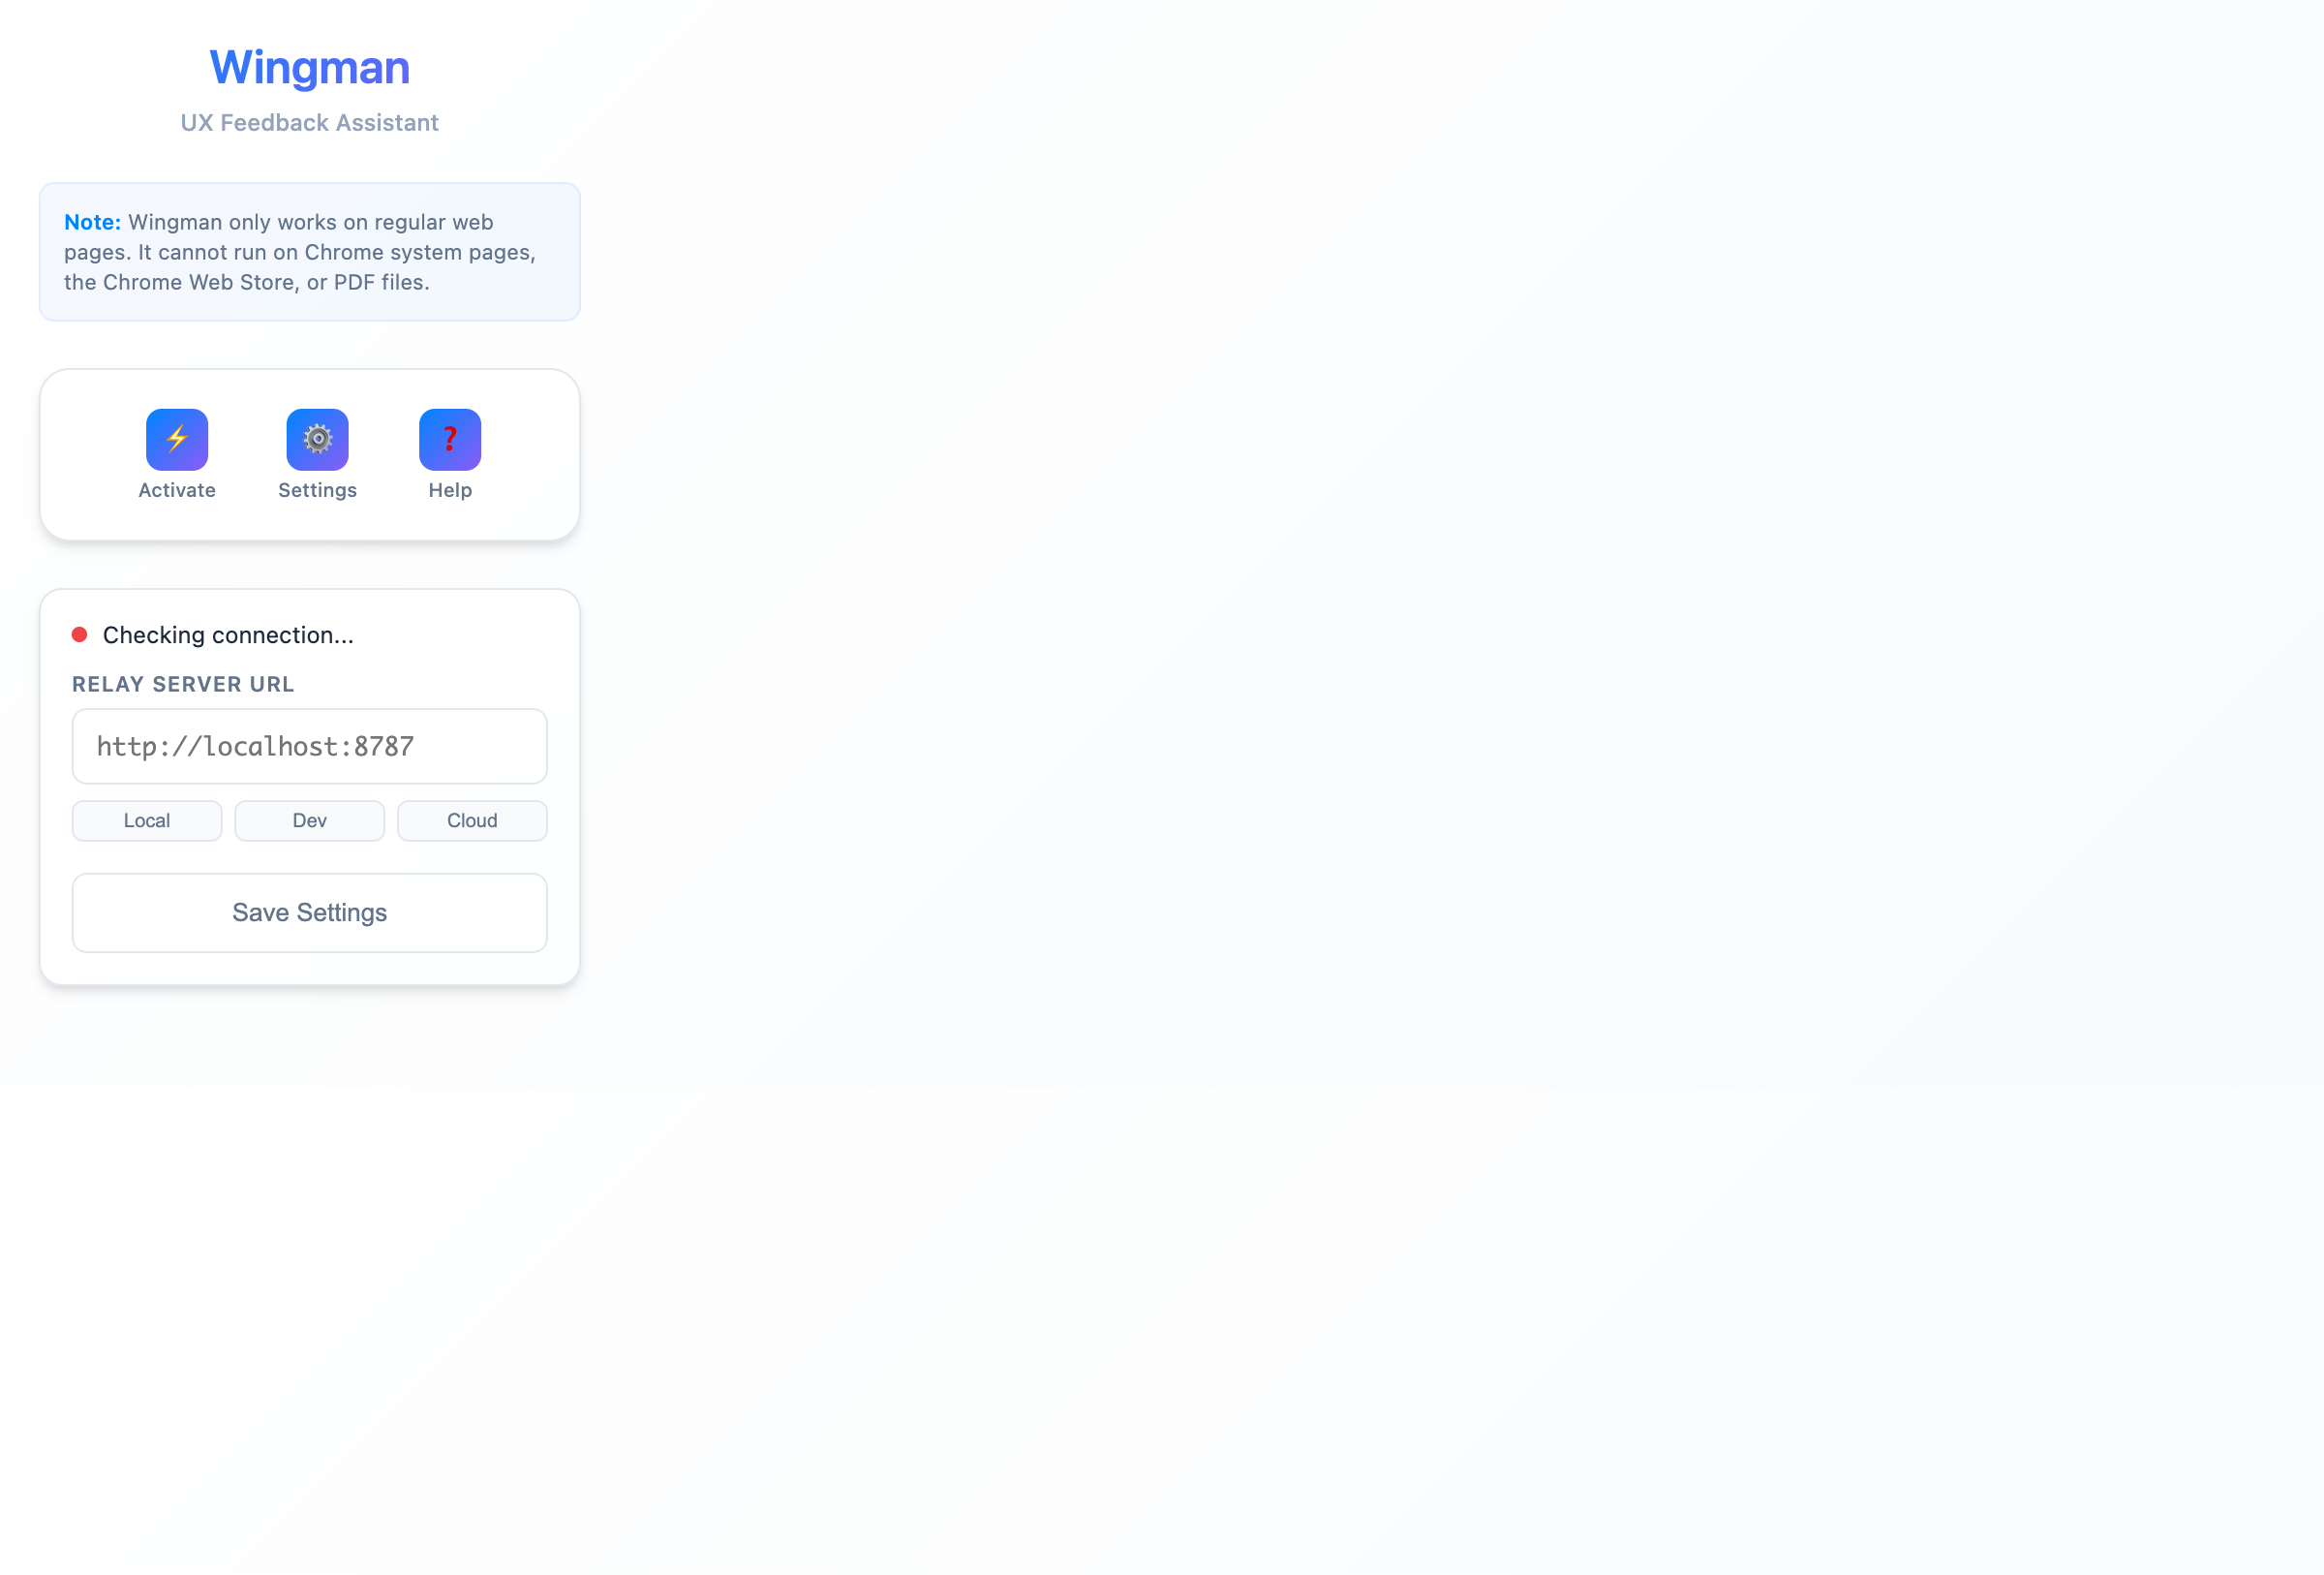 Wingman
UX Feedback Assistant
Note: Wingman only works on regular web
pages. It cannot run on Chrome system pages,
the Chrome Web Store, or PDF files.
⚡ ⚙️ ❓
Activate Settings Help
Checking connection...
RELAY SERVER URL
http://localhost:8787
Local Dev Cloud
Save Settings